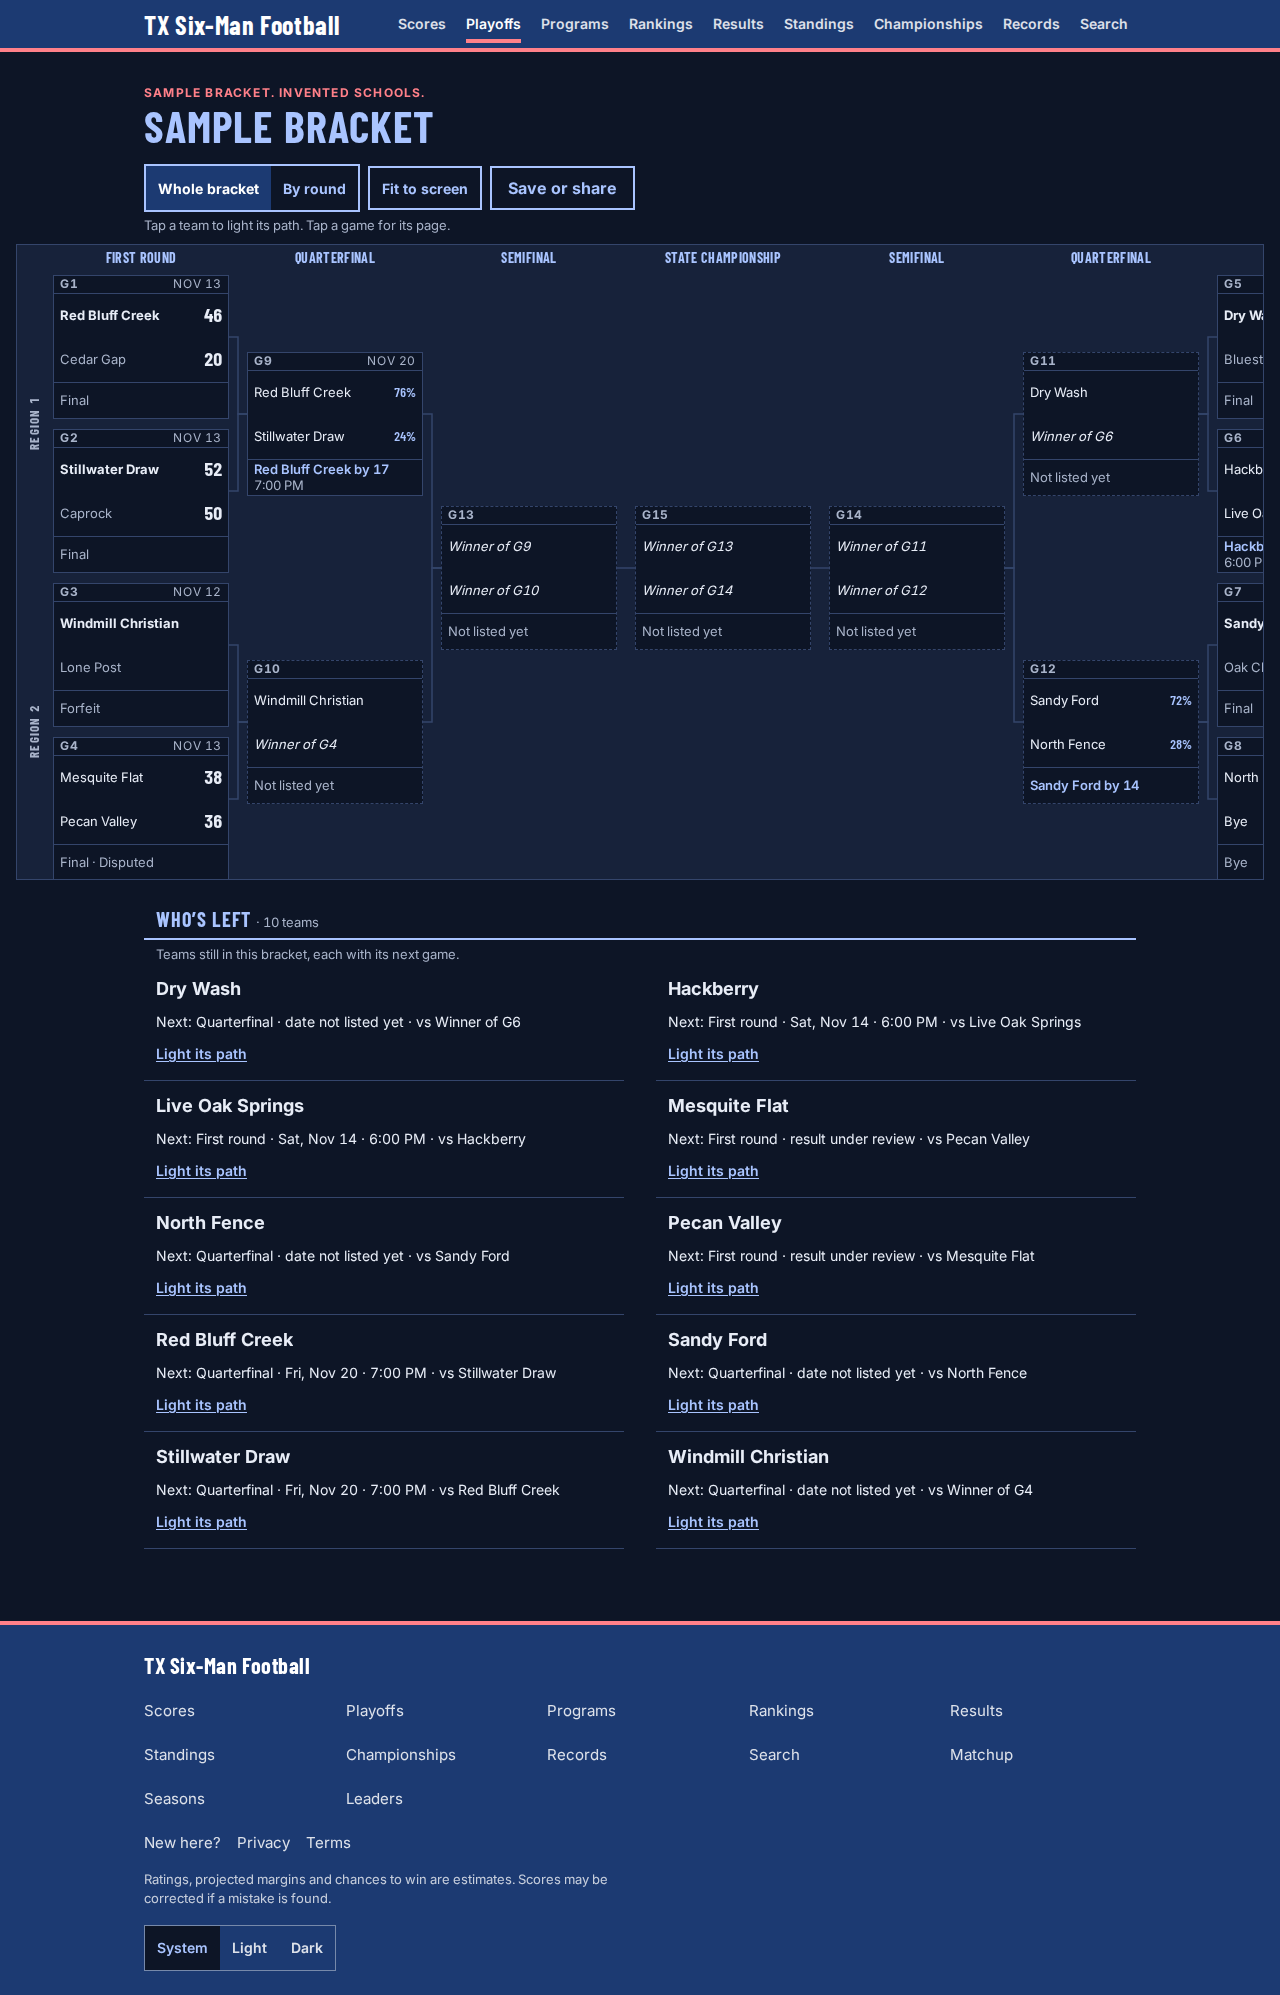 TX Six-Man Football
Scores Playoffs Programs Rankings Results Standings Championships Records Search
SAMPLE BRACKET. INVENTED SCHOOLS.
SAMPLE BRACKET
Whole bracket By round Fit to screen Save or share
Tap a team to light its path. Tap a game for its page.
FIRST ROUND QUARTERFINAL SEMIFINAL STATE CHAMPIONSHIP SEMIFINAL QUARTERFINAL
REGION 1
REGION 2
G1 NOV 13
Red Bluff Creek 46
Cedar Gap 20
Final
G2 NOV 13
Stillwater Draw 52
Caprock 50
Final
G3 NOV 12
Windmill Christian
Lone Post
Forfeit
G4 NOV 13
Mesquite Flat 38
Pecan Valley 36
Final · Disputed
G9 NOV 20
Red Bluff Creek 76%
Stillwater Draw 24%
Red Bluff Creek by 17
7:00 PM
G10
Windmill Christian
Winner of G4
Not listed yet
G13
Winner of G9
Winner of G10
Not listed yet
G15
Winner of G13
Winner of G14
Not listed yet
G14
Winner of G11
Winner of G12
Not listed yet
G11
Dry Wash
Winner of G6
Not listed yet
G12
Sandy Ford 72%
North Fence 28%
Sandy Ford by 14
G5
Dry Wa
Bluest
Final
G6
Hackb
Live O
Hackb
6:00 P
G7
Sandy
Oak Cl
Final
G8
North
Bye
Bye
WHO'S LEFT · 10 teams
Teams still in this bracket, each with its next game.
Dry Wash
Next: Quarterfinal · date not listed yet · vs Winner of G6
Light its path
Hackberry
Next: First round · Sat, Nov 14 · 6:00 PM · vs Live Oak Springs
Light its path
Live Oak Springs
Next: First round · Sat, Nov 14 · 6:00 PM · vs Hackberry
Light its path
Mesquite Flat
Next: First round · result under review · vs Pecan Valley
Light its path
North Fence
Next: Quarterfinal · date not listed yet · vs Sandy Ford
Light its path
Pecan Valley
Next: First round · result under review · vs Mesquite Flat
Light its path
Red Bluff Creek
Next: Quarterfinal · Fri, Nov 20 · 7:00 PM · vs Stillwater Draw
Light its path
Sandy Ford
Next: Quarterfinal · date not listed yet · vs North Fence
Light its path
Stillwater Draw
Next: Quarterfinal · Fri, Nov 20 · 7:00 PM · vs Red Bluff Creek
Light its path
Windmill Christian
Next: Quarterfinal · date not listed yet · vs Winner of G4
Light its path
TX Six-Man Football
Scores Playoffs Programs Rankings Results
Standings Championships Records Search Matchup
Seasons Leaders
New here? Privacy Terms
Ratings, projected margins and chances to win are estimates. Scores may be
corrected if a mistake is found.
System Light Dark